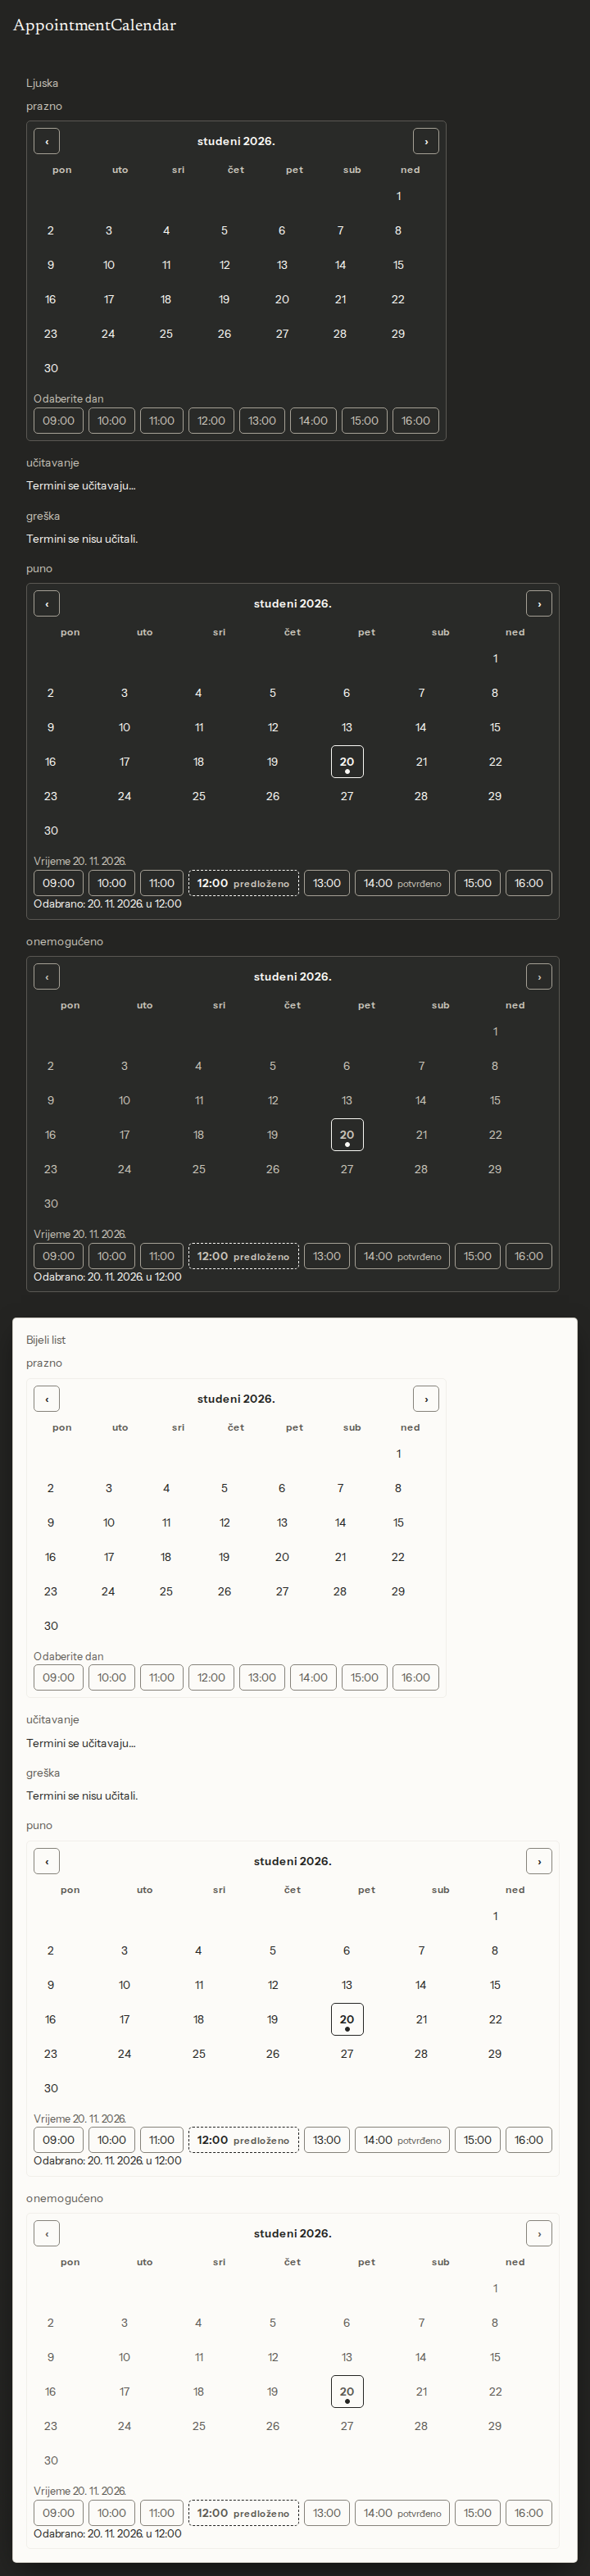 AppointmentCalendar
Ljuska
prazno
‹ studeni 2026. ›
pon uto sri čet pet sub ned
1
2 3 4 5 6 7 8
9 10 11 12 13 14 15
16 17 18 19 20 21 22
23 24 25 26 27 28 29
30
Odaberite dan
09:00 10:00 11:00 12:00 13:00 14:00 15:00 16:00
učitavanje
Termini se učitavaju...
greška
Termini se nisu učitali.
puno
‹ studeni 2026. ›
pon uto sri čet pet sub ned
1
2 3 4 5 6 7 8
9 10 11 12 13 14 15
16 17 18 19 20 21 22
23 24 25 26 27 28 29
30
Vrijeme 20. 11. 2026.
09:00 10:00 11:00 12:00 predloženo 13:00 14:00 potvrđeno 15:00 16:00
Odabrano: 20. 11. 2026. u 12:00
onemogućeno
‹ studeni 2026. ›
pon uto sri čet pet sub ned
1
2 3 4 5 6 7 8
9 10 11 12 13 14 15
16 17 18 19 20 21 22
23 24 25 26 27 28 29
30
Vrijeme 20. 11. 2026.
09:00 10:00 11:00 12:00 predloženo 13:00 14:00 potvrđeno 15:00 16:00
Odabrano: 20. 11. 2026. u 12:00
Bijeli list
prazno
‹ studeni 2026. ›
pon uto sri čet pet sub ned
1
2 3 4 5 6 7 8
9 10 11 12 13 14 15
16 17 18 19 20 21 22
23 24 25 26 27 28 29
30
Odaberite dan
09:00 10:00 11:00 12:00 13:00 14:00 15:00 16:00
učitavanje
Termini se učitavaju...
greška
Termini se nisu učitali.
puno
‹ studeni 2026. ›
pon uto sri čet pet sub ned
1
2 3 4 5 6 7 8
9 10 11 12 13 14 15
16 17 18 19 20 21 22
23 24 25 26 27 28 29
30
Vrijeme 20. 11. 2026.
09:00 10:00 11:00 12:00 predloženo 13:00 14:00 potvrđeno 15:00 16:00
Odabrano: 20. 11. 2026. u 12:00
onemogućeno
‹ studeni 2026. ›
pon uto sri čet pet sub ned
1
2 3 4 5 6 7 8
9 10 11 12 13 14 15
16 17 18 19 20 21 22
23 24 25 26 27 28 29
30
Vrijeme 20. 11. 2026.
09:00 10:00 11:00 12:00 predloženo 13:00 14:00 potvrđeno 15:00 16:00
Odabrano: 20. 11. 2026. u 12:00